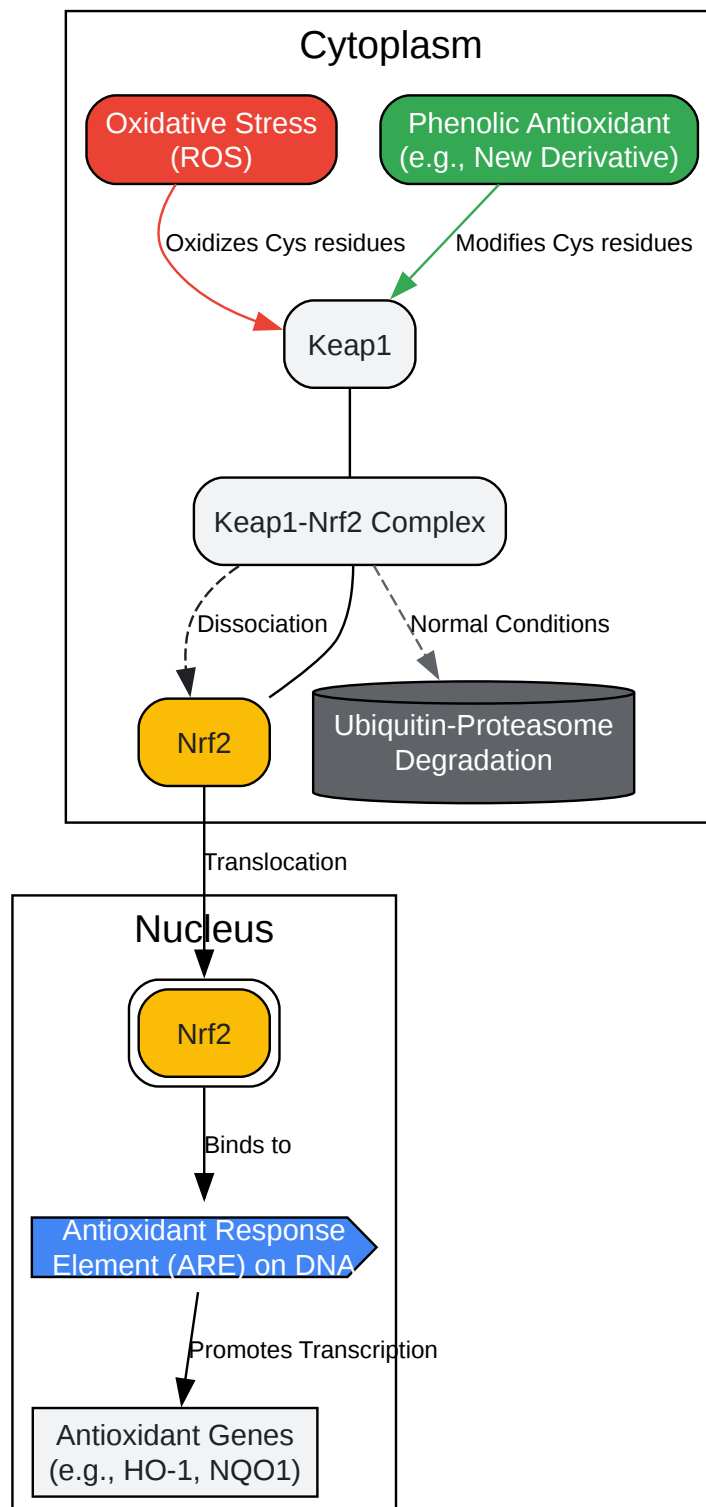 Cytoplasm
Oxidative Stress
(ROS)
Phenolic Antioxidant
(e.g., New Derivative)
Oxidizes Cys residues
Modifies Cys residues
Keap1
Keap1-Nrf2 Complex
Dissociation
Normal Conditions
Nrf2
Ubiquitin-Proteasome
Degradation
Translocation
Nucleus
Nrf2
Binds to
Antioxidant Response
Element (ARE) on DNA
Promotes Transcription
Antioxidant Genes
(e.g., HO-1, NQO1)